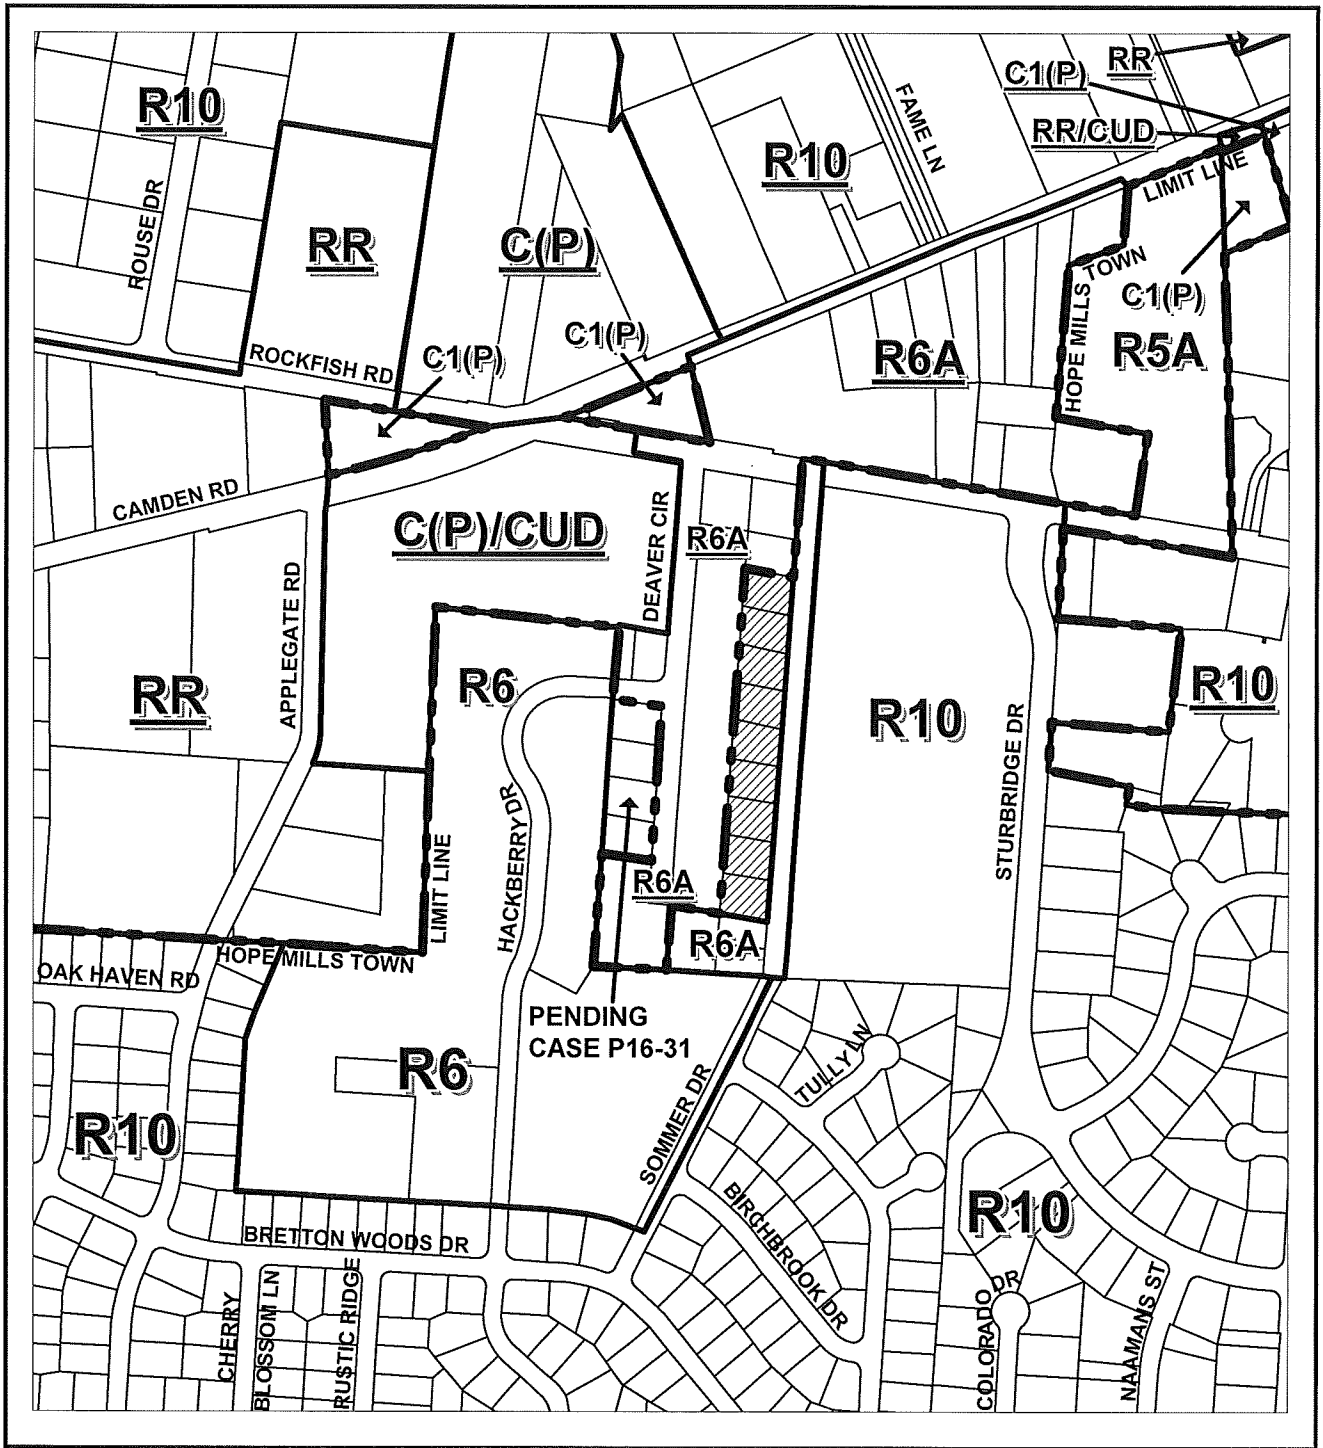 RR
C1(P)
R10
RR/CUD
FAME LN
R10
LIMIT LINE
ROUSE DR
RR
C(P)
HOPE MILLS TOWN
C1(P)
C1(P)
C1(P)
R5A
ROCKFISH RD
R6A
CAMDEN RD
C(P)/CUD
DEAVER CIR
R6A
APPLEGATE RD
R6
RR
R10
R10
STURBRIDGE DR
HACKBERRY DR
LIMIT LINE
R6A
R6A
HOPE MILLS TOWN
OAK HAVEN RD
PENDING
CASE P16-31
TULLY LN
R6
SOMMER DR
R10
BIRCHBROOK DR
R10
BRETTON WOODS DR
CHERRY
BLOSSOM LN
RUSTIC RIDGE
COLORADO DR
NAAMANS ST